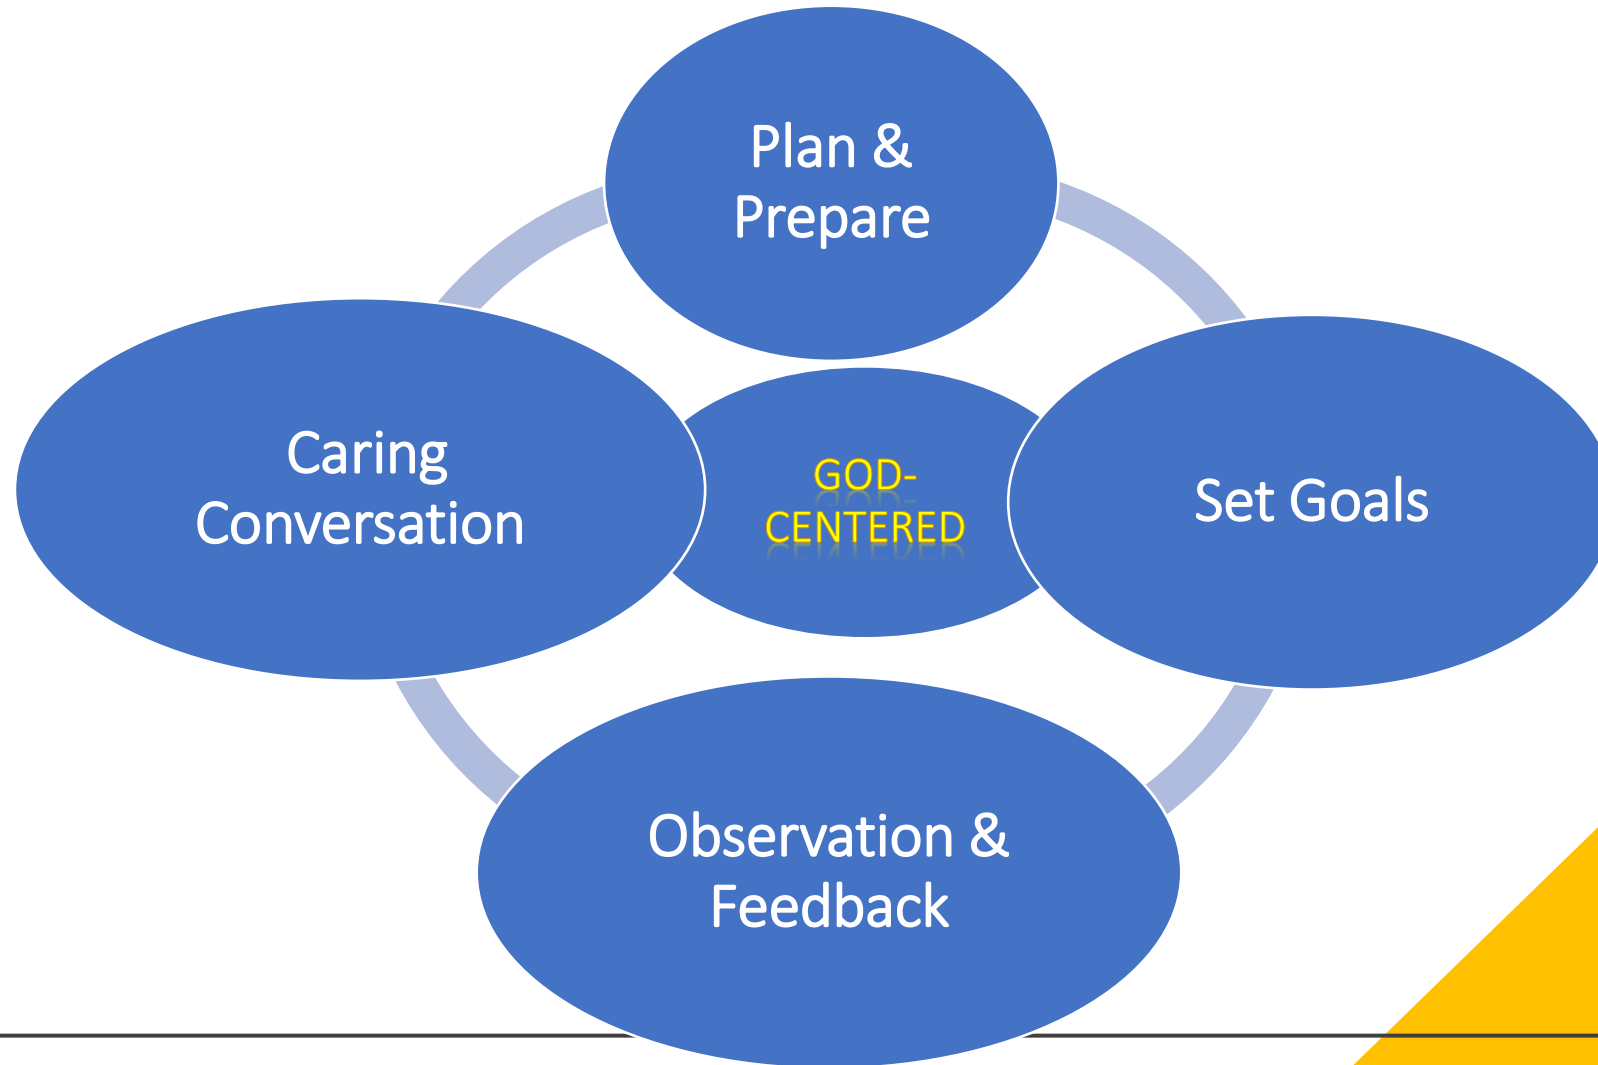 Plan &
Prepare
Caring
Conversation
GOD-
CENTERED
Set Goals
Observation &
Feedback